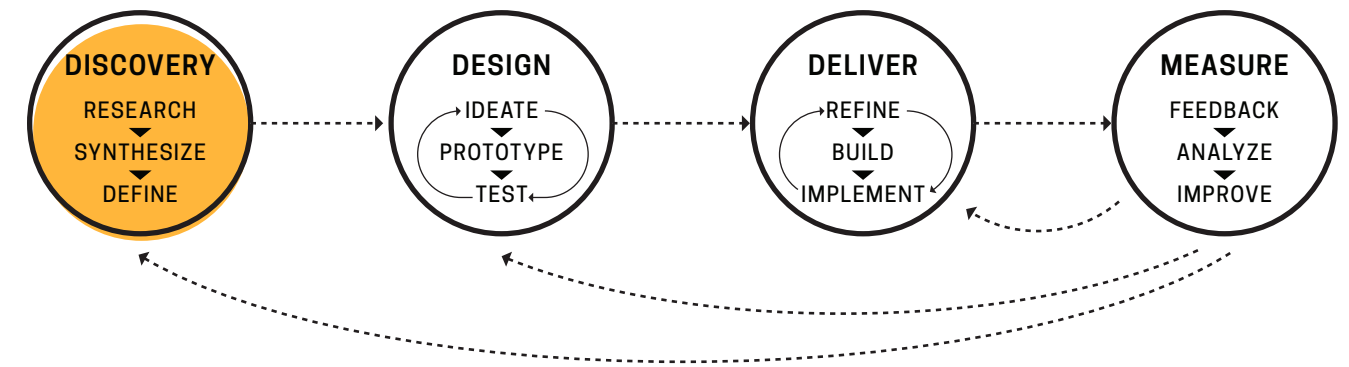 DISCOVERY
RESEARCH
SYNTHESIZE
DEFINE
DESIGN
IDEATE
PROTOTYPE
TEST
DELIVER
REFINE
BUILD
IMPLEMENT
MEASURE
FEEDBACK
ANALYZE
IMPROVE